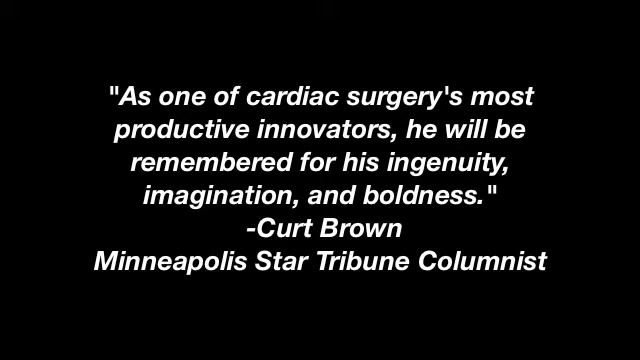 "As one of cardiac surgery's most
productive innovators, he will be
remembered for his ingenuity,
imagination, and boldness."
-Curt Brown
Minneapolis Star Tribune Columnist